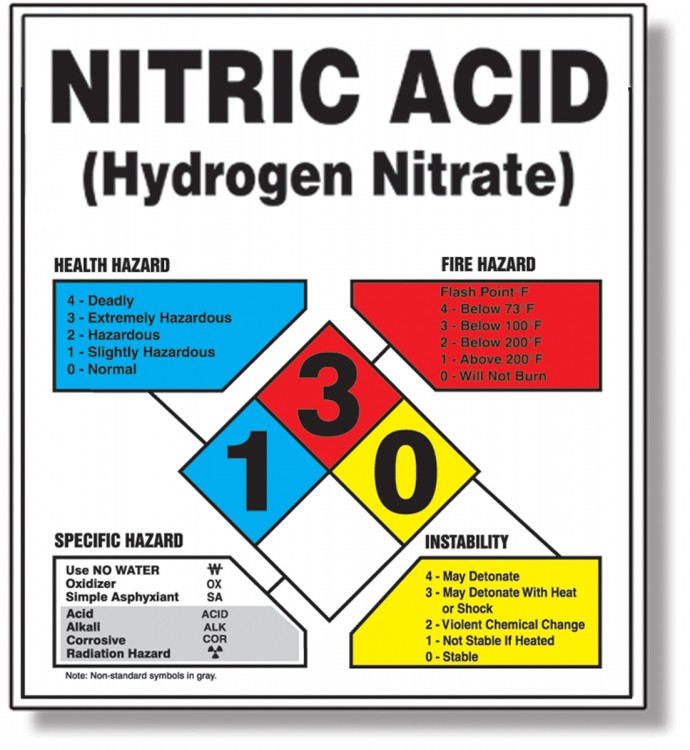 NITRIC ACID
(Hydrogen Nitrate)
HEALTH HAZARD
4 - Deadly
3 - Extremely Hazardous
2 - Hazardous
1 - Slightly Hazardous
0 - Normal
FIRE HAZARD
Flash Point F
4 - Below 73 F
3 - Below 100 F
2 - Below 200 F
1 - Above 200 F
0 - Will Not Burn
3
1
0
SPECIFIC HAZARD
Use NO WATER W
Oxidizer OX
Simple Asphyxiant SA
Acid ACID
Alkali ALK
Corrosive COR
Radiation Hazard
Note: Non-standard symbols in gray.
INSTABILITY
4 - May Detonate
3 - May Detonate With Heat
or Shock
2 - Violent Chemical Change
1 - Not Stable If Heated
0 - Stable